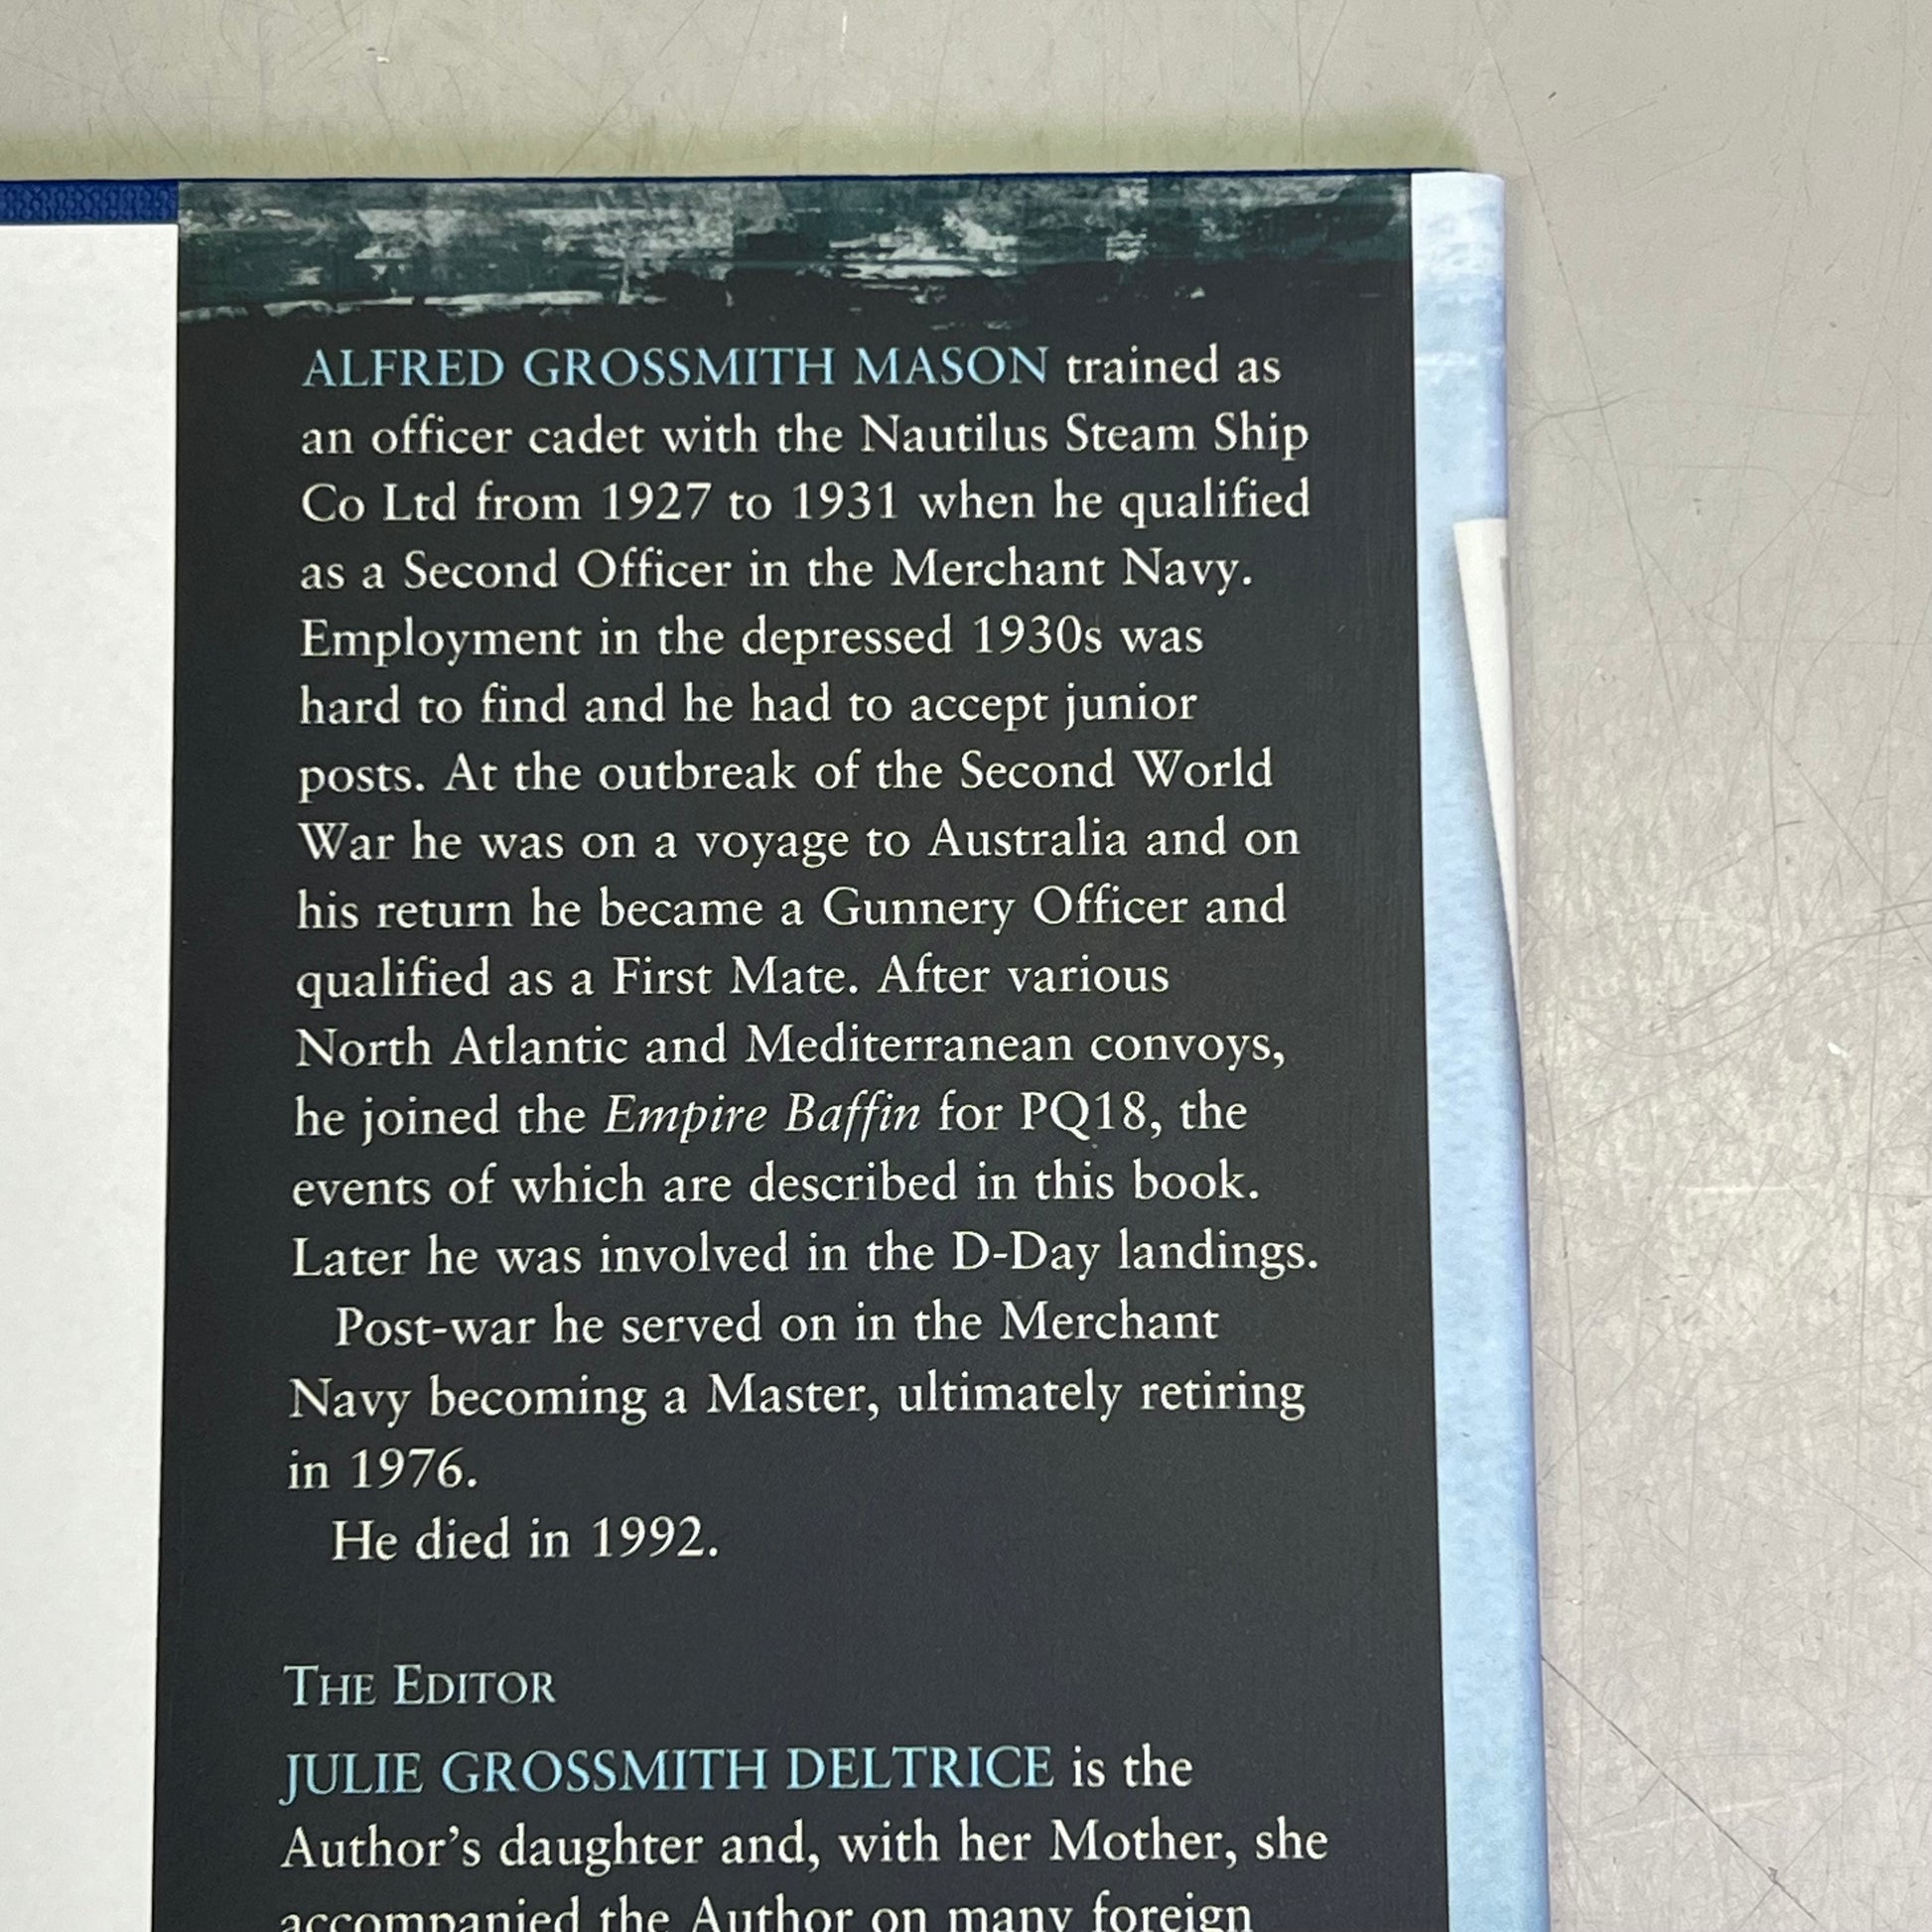 ALFRED GROSSMITH MASON trained as
an officer cadet with the Nautilus Steam Ship
Co Ltd from 1927 to 1931 when he qualified
as a Second Officer in the Merchant Navy.
Employment in the depressed 1930s was
hard to find and he had to accept junior
posts. At the outbreak of the Second World
War he was on a voyage to Australia and on
his return he became a Gunnery Officer and
qualified as a First Mate. After various
North Atlantic and Mediterranean convoys,
he joined the Empire Baffin for PQ18, the
events of which are described in this book.
Later he was involved in the D-Day landings.
Post-war he served on in the Merchant
Navy becoming a Master, ultimately retiring
in 1976.
He died in 1992.
THE EDITOR
JULIE GROSSMITH DELTRICE is the
Author's daughter and, with her Mother, she
accompanied the Author on many foreign